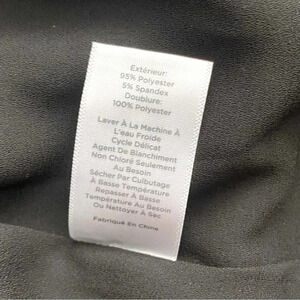 Extérieur:
95% Polyester
5% Spandex
Doublure:
100% Polyester
Laver À La Machine À
L'eau Froide
Cycle Délicat
Agent De Blanchiment
Non Chloré Seulement
Au Besoin
Sécher Par Culbutage
À Basse Température
Repasser À Basse
Température Au Besoin
Ou Nettoyer À Sec
Fabriqué En Chine